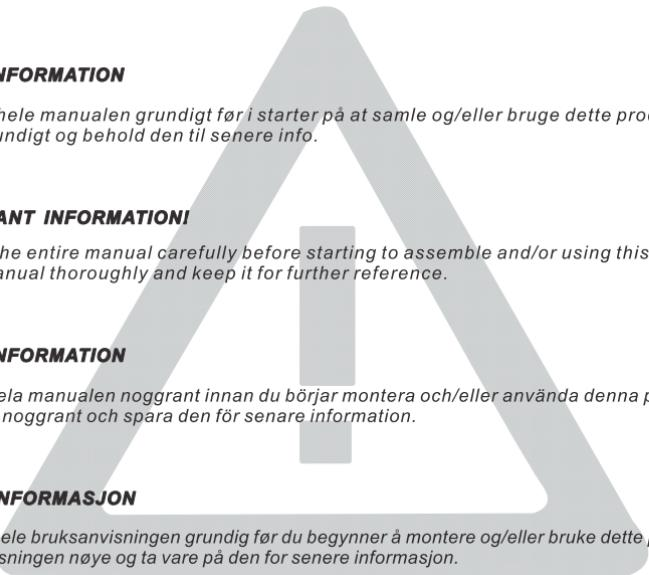 NFORMATION
hele manualen grundigt før i starter på at samle og/eller bruge dette pro
undigt og behold den til senere info.
ANT INFORMATION!
he entire manual carefully before starting to assemble and/or using this
anual thoroughly and keep it for further reference.
NFORMATION
ela manualen noggrant innan du börjar montera och/eller använda denna p
noggrant och spara den för senare information.
NFORMASJON
ele bruksanvisningen grundig før du begynner å montere og/eller bruke dette
sningen nøye og ta vare på den for senere informasjon.